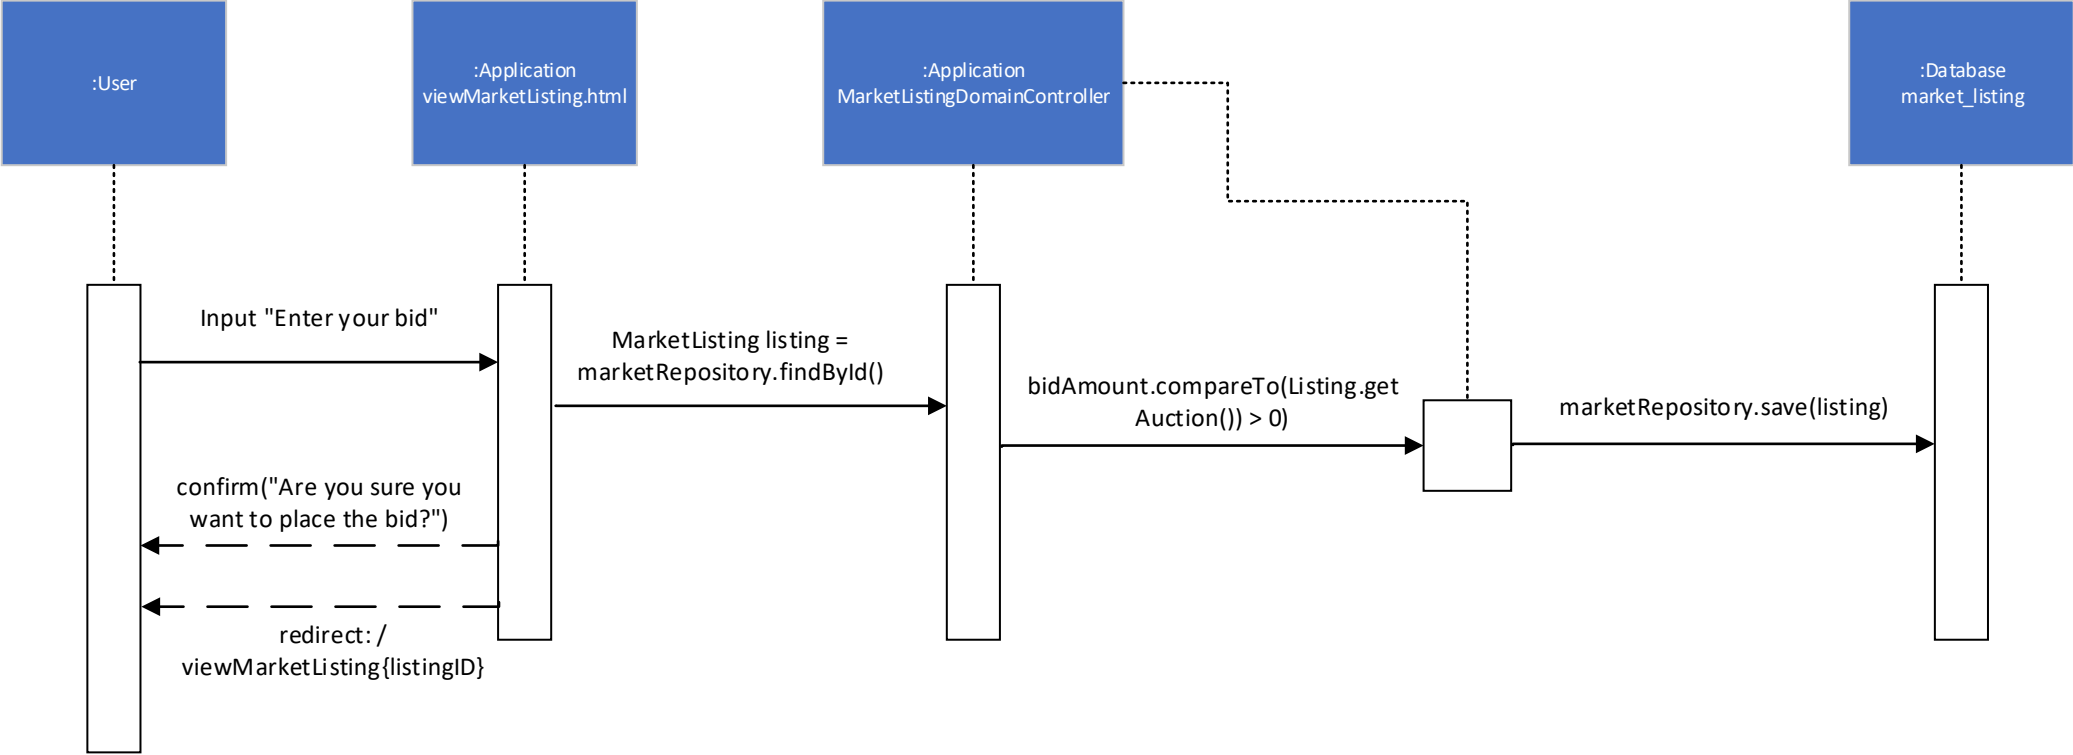 :User
:Application
viewMarketListing.html
:Application
MarketListingDomainController
:Database
market_listing
Input "Enter your bid"
MarketListing listing =
marketRepository.findById()
bidAmount.compareTo(Listing.get
Auction()) > 0)
marketRepository.save(listing)
confirm("Are you sure you
want to place the bid?")
redirect: /
viewMarketListing{listingID}